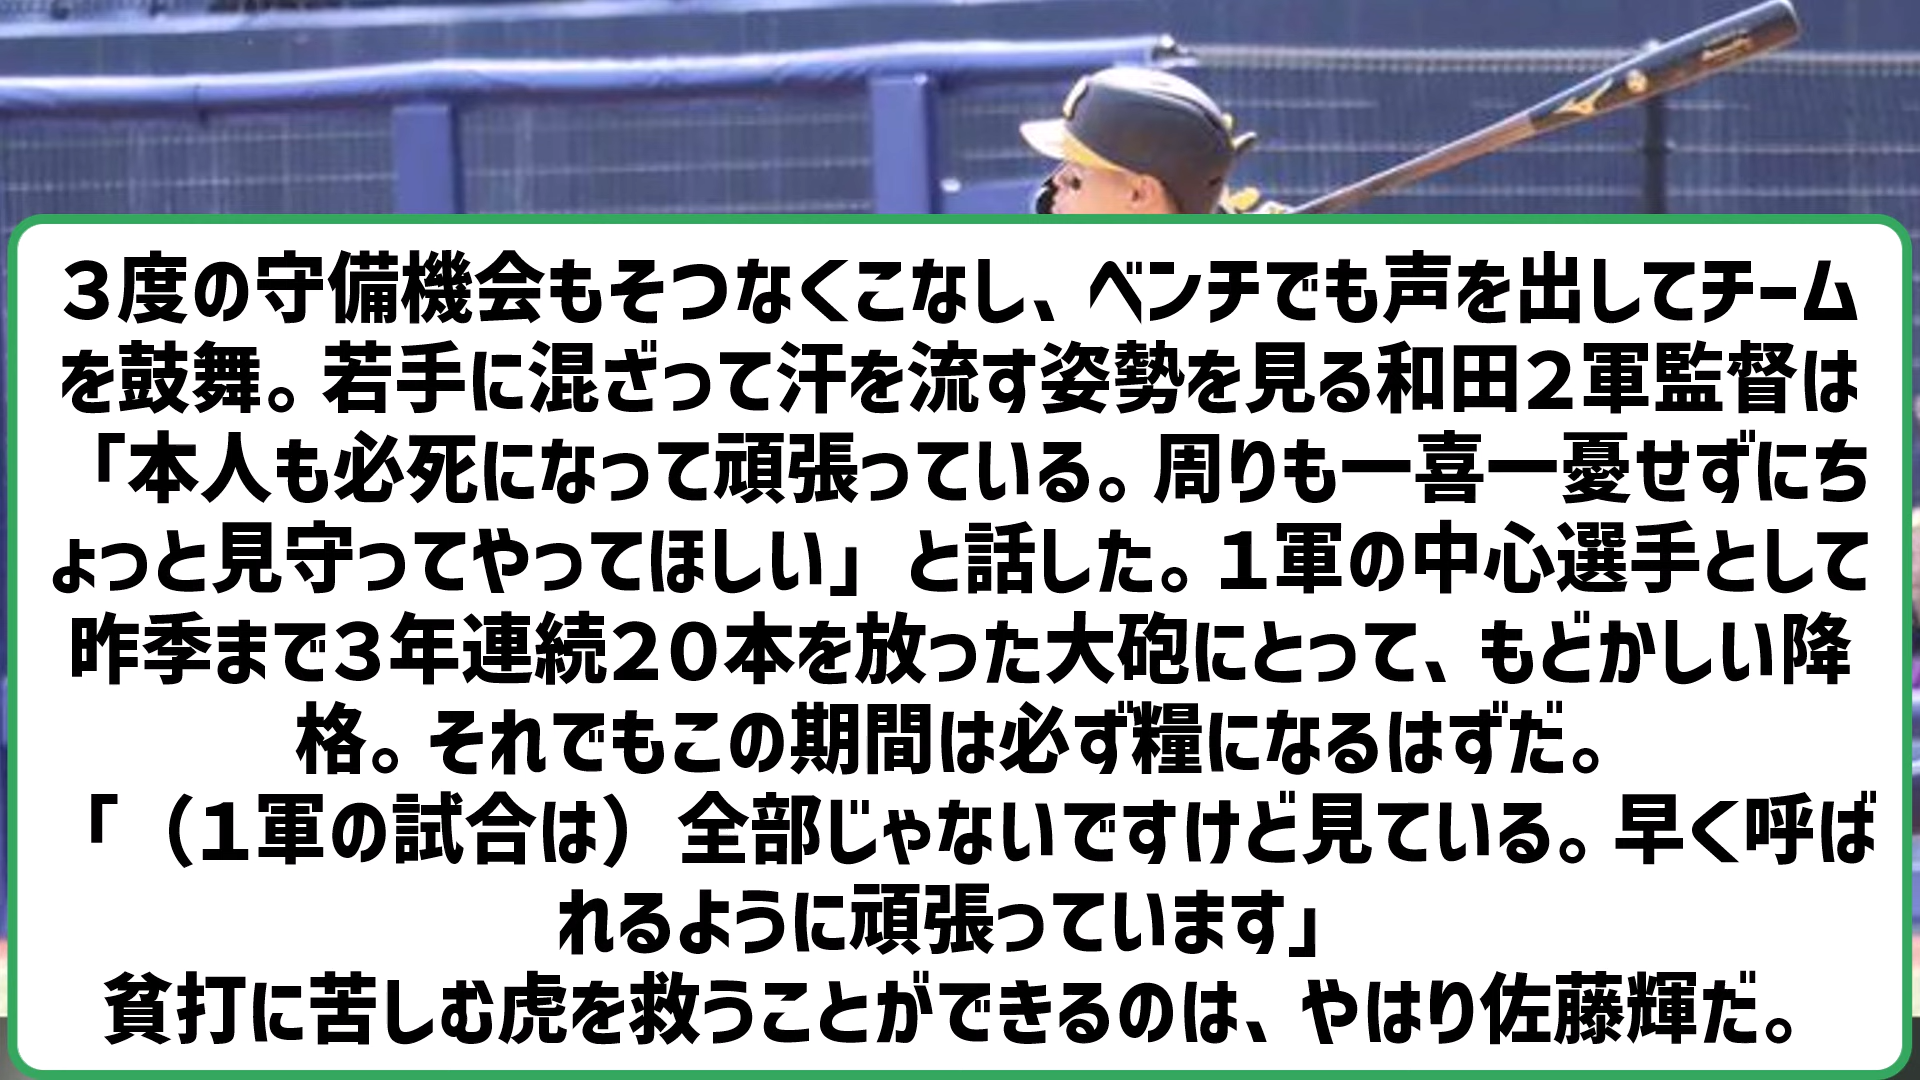 ３度の守備機会もそつなくこなし、ベンチでも声を出してチーム
を鼓舞。若手に混ざって汗を流す姿勢を見る和田２軍監督は
「本人も必死になって頑張っている。周りも一喜一憂せずにち
ょっと見守ってやってほしい」と話した。１軍の中心選手として
昨季まで３年連続２０本を放った大砲にとって、もどかしい降
格。それでもこの期間は必ず糧になるはずだ。
「（１軍の試合は）全部じゃないですけど見ている。早く呼ば
れるように頑張っています」
貧打に苦しむ虎を救うことができるのは、やはり佐藤輝だ。